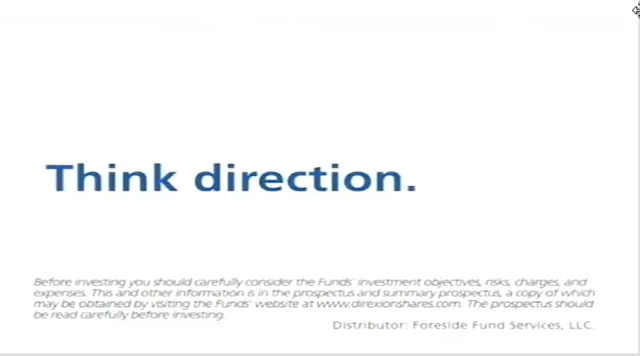 Think direction.
Before investing you should carefully consider the Funds' investment objectives, risks, charges, and
expenses. This and other information is in the prospectus and summary prospectus, a copy of which
may be obtained by visiting the Funds' website at www.direxionshares.com. The prospectus should
be read carefully before investing.
Distributor: Foreside Fund Services, LLC.